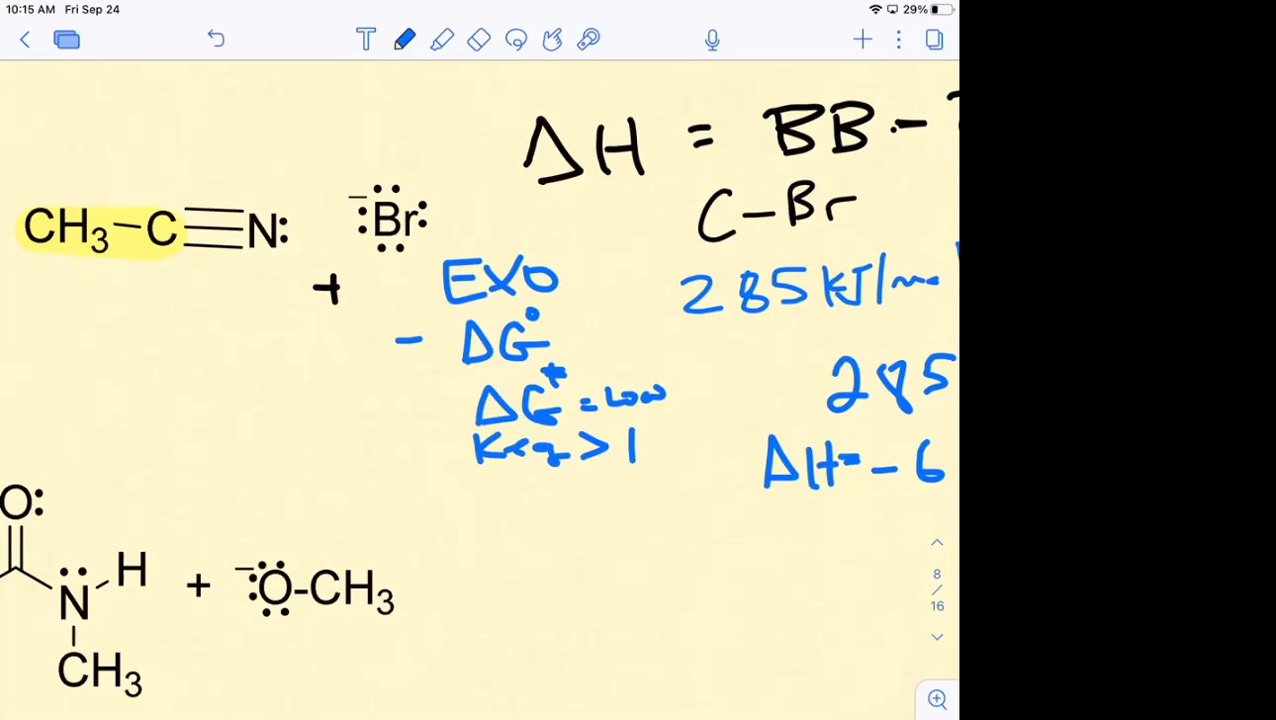 10:15 AM Fri Sep 24
29%
T
ΔH = BB -
C-Br
CH3-C≡N: + :Br:
EXO
285 kJ/mo
- ΔG°
285
ΔG‡ = Low
Keq > 1
ΔH = - 6
O:
8
/
16
N H + :O-CH3
CH3